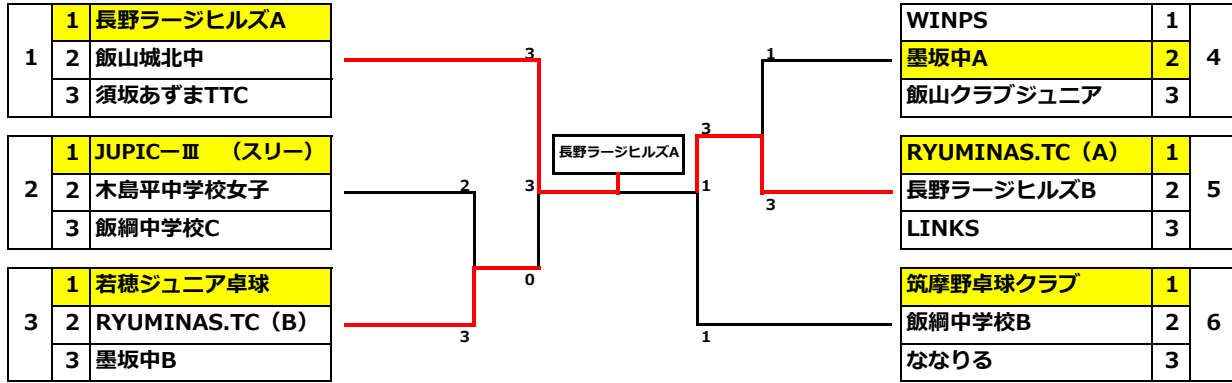 1 長野ラージヒルズA
1 2 飯山城北中
3 須坂あずまTTC
1 JUPICーⅢ （スリー）
2 2 木島平中学校女子
3 飯綱中学校C
1 若穂ジュニア卓球
3 2 RYUMINAS.TC（B）
3 墨坂中B
3
2
3
3
0
長野ラージヒルズA
1
3
1
3
1
WINPS 1
墨坂中A 2 4
飯山クラブジュニア 3
RYUMINAS.TC（A） 1
長野ラージヒルズB 2 5
LINKS 3
筑摩野卓球クラブ 1
飯綱中学校B 2 6
ななりる 3